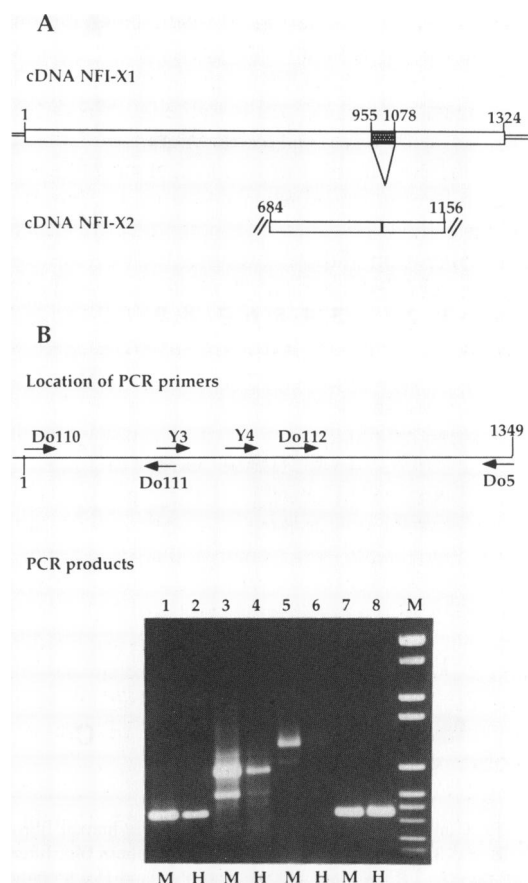 A
cDNA NFI-X1
1 955 1078 1324
cDNA NFI-X2
684 1156
B
Location of PCR primers
Do110 Y3 Y4 Do112 1349
1 Do111 Do5
PCR products
1 2 3 4 5 6 7 8 M
M H M H M H M H